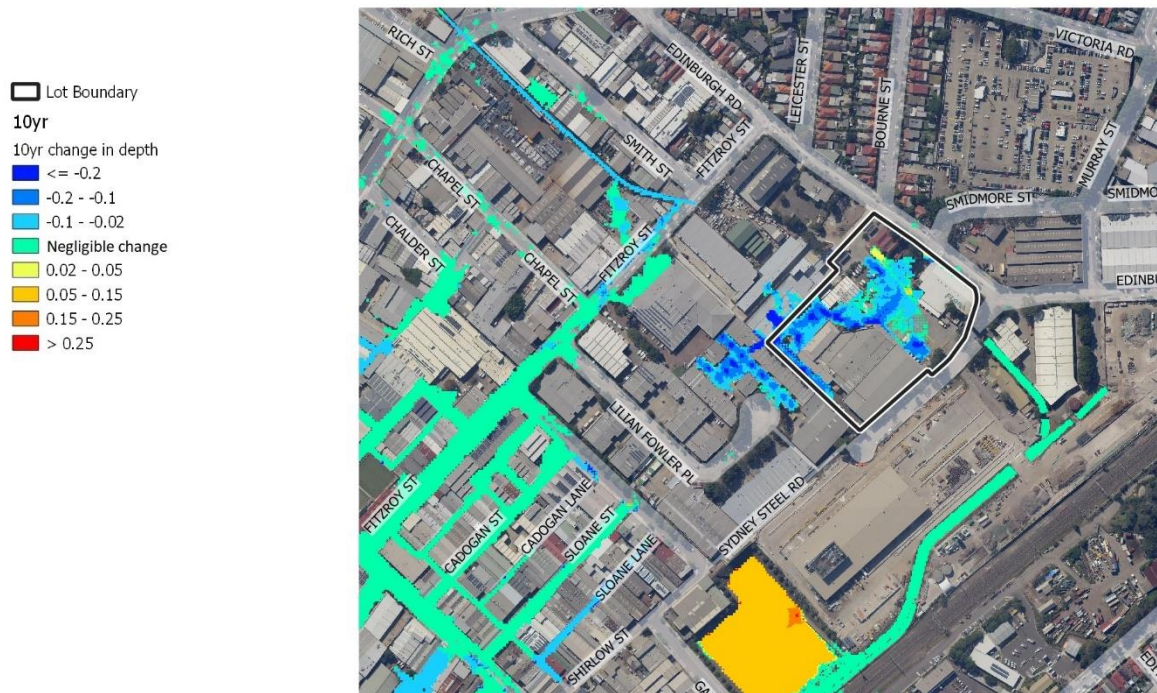 Lot Boundary
10yr
10yr change in depth
<= -0.2
-0.2 - -0.1
-0.1 - -0.02
Negligible change
0.02 - 0.05
0.05 - 0.15
0.15 - 0.25
> 0.25
RICH ST
EDINBURGH RD
LEICESTER ST
BOURNE ST
VICTORIA RD
MURRAY ST
SMITH ST
FITZROY ST
CHAPEL ST
CHALDER ST
SMIDMORE ST
SMIDMO
CHAPEL ST
FITZROY ST
EDINBU
LILIAN FOWLER PL
SYDNEY STEEL RD
FITZROY ST
CADOGAN ST
CADOGAN LANE
SLOANE ST
SLOANE LANE
SHIRLOW ST
GA
EDI